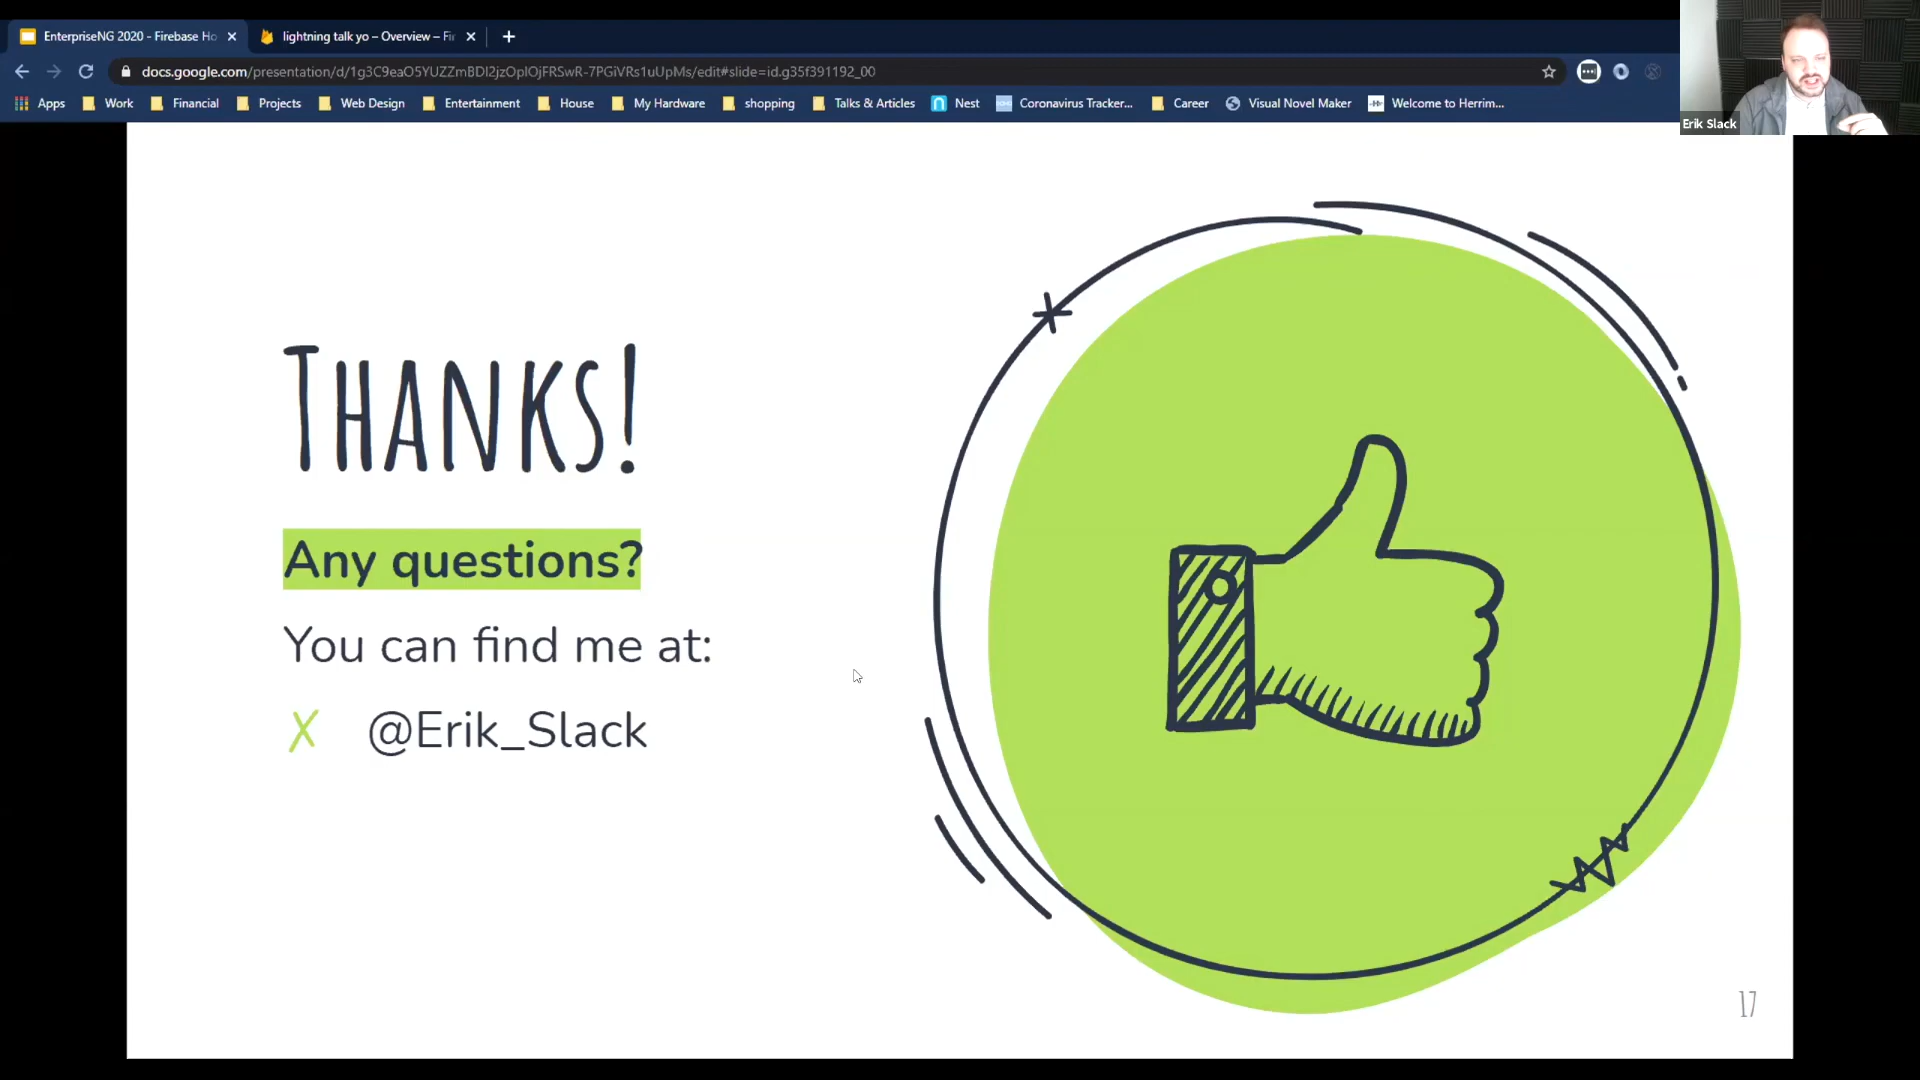 EnterpriseNG 2020 - Firebase Ho
lightning talk yo – Overview – Fir
docs.google.com/presentation/d/1g3C9eaO5YUZZmBDI2jzOplOjFRSwR-7PGiVRs1uUpMs/edit#slide=id.g35f391192_00
Apps
Work
Financial
Projects
Web Design
Entertainment
House
My Hardware
shopping
Talks & Articles
Nest
Coronavirus Tracker...
Career
Visual Novel Maker
Welcome to Herrim...
Erik Slack
THANKS!
Any questions?
You can find me at:
✗ @Erik_Slack
17